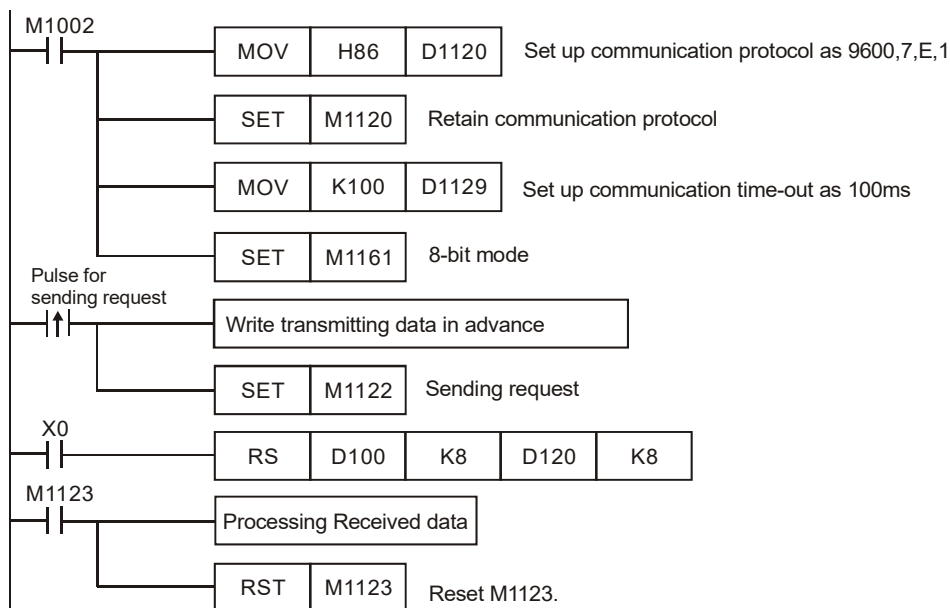 M1002
MOV H86 D1120 Set up communication protocol as 9600,7,E,1
SET M1120 Retain communication protocol
MOV K100 D1129 Set up communication time-out as 100ms
SET M1161 8-bit mode
Pulse for
sending request
Write transmitting data in advance
SET M1122 Sending request
X0
RS D100 K8 D120 K8
M1123
Processing Received data
RST M1123 Reset M1123.